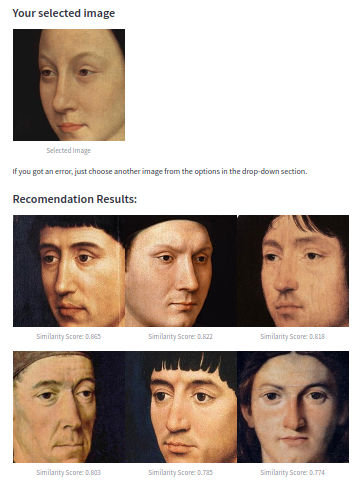 Your selected image
Selected Image
If you got an error, just choose another image from the options in the drop-down section.
Recomendation Results:
Similarity Score: 0.865
Similarity Score: 0.822
Similarity Score: 0.818
Similarity Score: 0.803
Similarity Score: 0.785
Similarity Score: 0.774